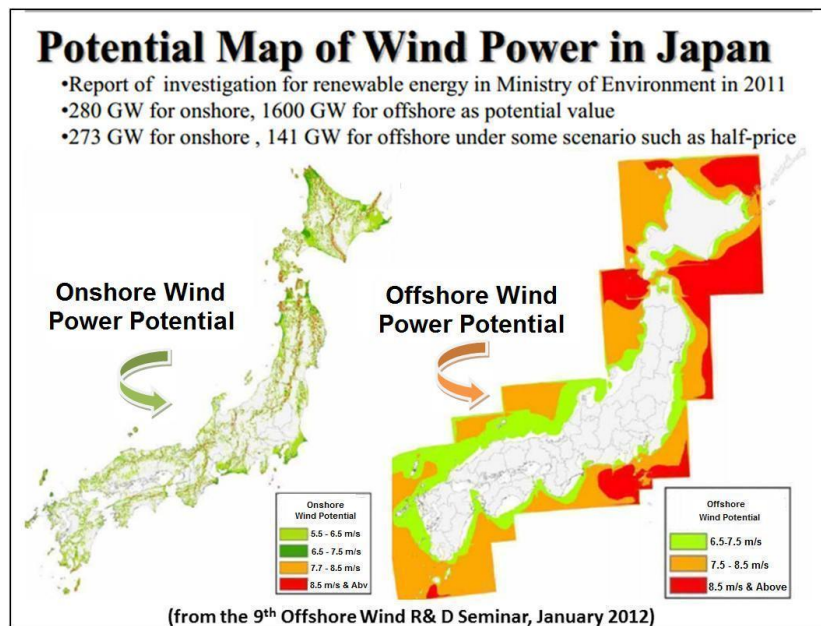 Potential Map of Wind Power in Japan
•Report of investigation for renewable energy in Ministry of Environment in 2011
•280 GW for onshore, 1600 GW for offshore as potential value
•273 GW for onshore , 141 GW for offshore under some scenario such as half-price
Onshore Wind
Power Potential
Offshore Wind
Power Potential
Onshore
Wind Potential
5.5 - 6.5 m/s
6.5 - 7.5 m/s
7.7 - 8.5 m/s
8.5 m & Abv
Offshore
Wind Potential
6.5-7.5 m/s
7.5 - 8.5 m/s
8.5 m/s & Above
(from the 9th Offshore Wind R& D Seminar, January 2012)